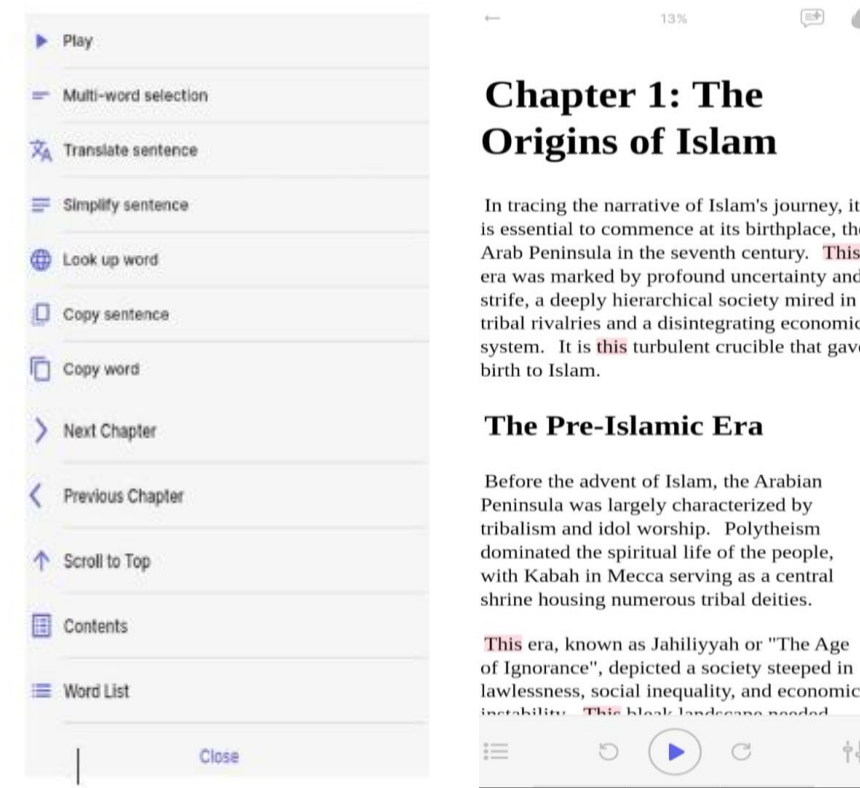 Play
Multi-word selection
Translate sentence
Simplify sentence
Look up word
Copy sentence
Copy word
Next Chapter
Previous Chapter
Scroll to Top
Contents
Word List
Close
13%
Chapter 1: The
Origins of Islam
In tracing the narrative of Islam's journey, it
is essential to commence at its birthplace, the
Arab Peninsula in the seventh century. This
era was marked by profound uncertainty and
strife, a deeply hierarchical society mired in
tribal rivalries and a disintegrating economic
system. It is this turbulent crucible that gave
birth to Islam.
The Pre-Islamic Era
Before the advent of Islam, the Arabian
Peninsula was largely characterized by
tribalism and idol worship. Polytheism
dominated the spiritual life of the people,
with Kabah in Mecca serving as a central
shrine housing numerous tribal deities.
This era, known as Jahiliyyah or "The Age
of Ignorance", depicted a society steeped in
lawlessness, social inequality, and economic
instability. This bleak landscape needed